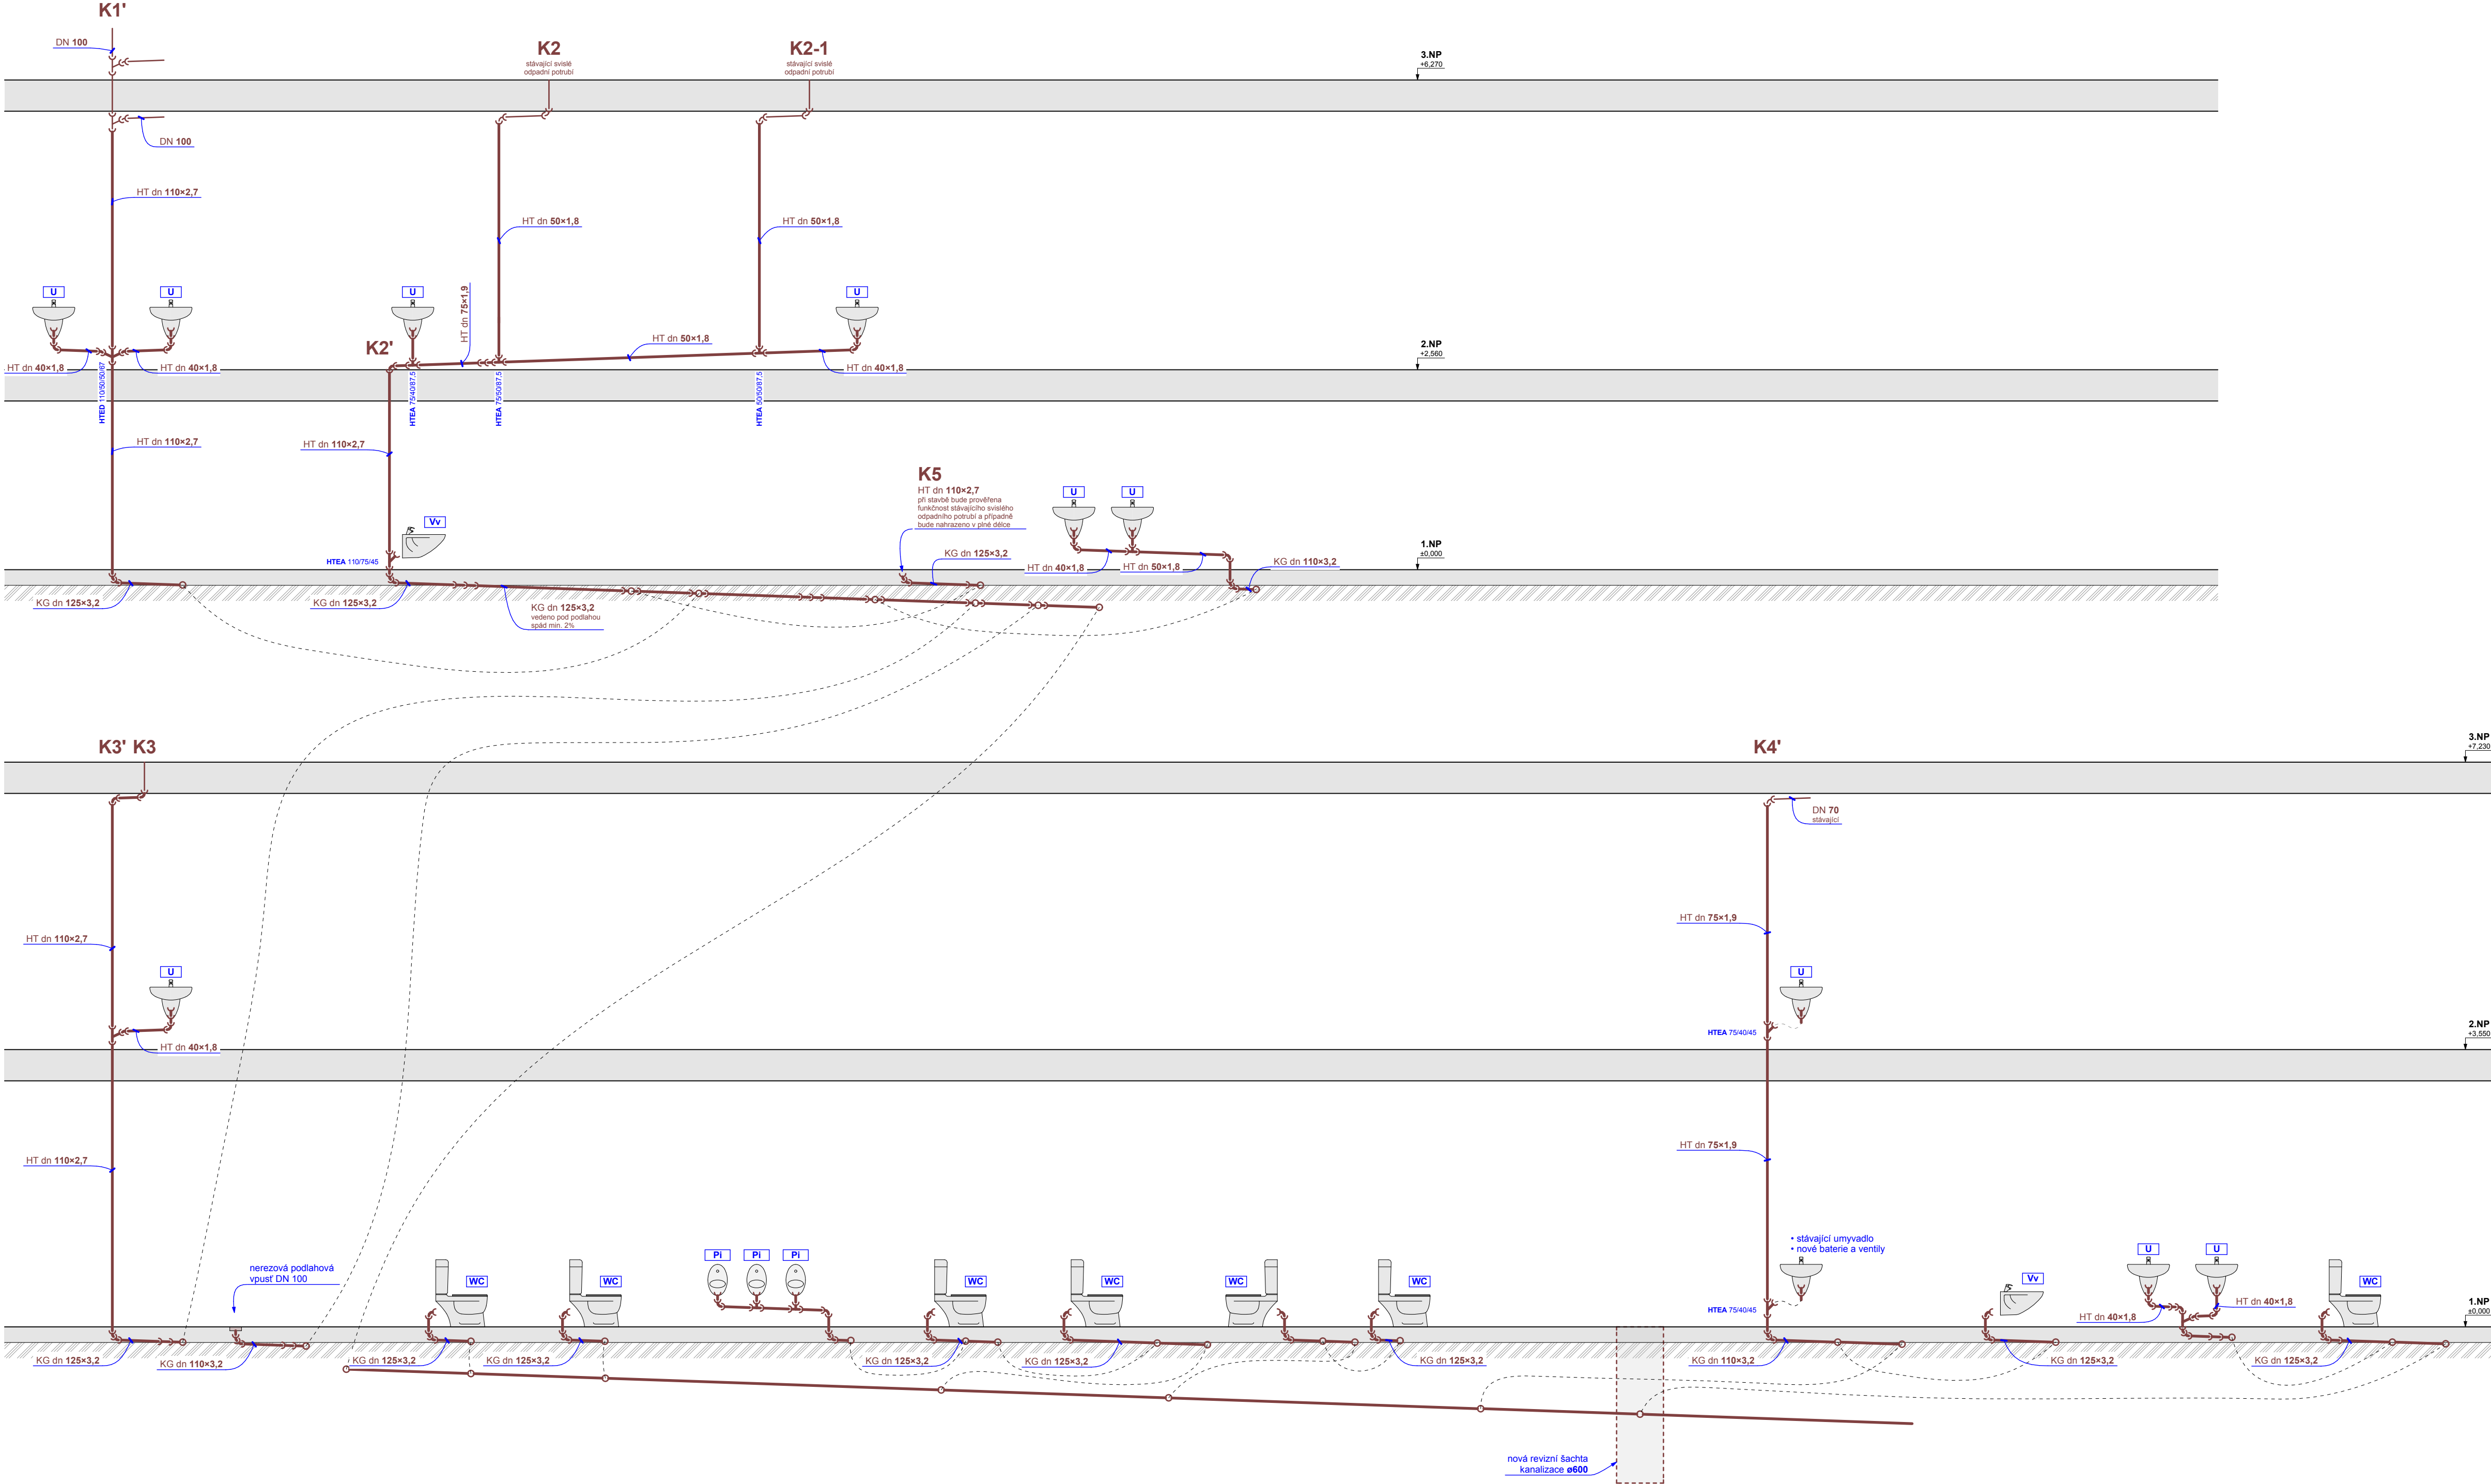 K1'
DN 100
K2
stávající svislé
odpadní potrubí
K2-1
stávající svislé
odpadní potrubí
3.NP
+6,270
DN 100
HT dn 110×2,7
HT dn 50×1,8
HT dn 50×1,8
U
U
U
U
HT dn 75×1,9
HT dn 50×1,8
K2'
2.NP
+2,560
HT dn 40×1,8
HT dn 40×1,8
HT dn 40×1,8
HTED 110/50/50/67
HTEA 75/40/87,5
HTEA 75/50/87,5
HTEA 50/50/87,5
HT dn 110×2,7
HT dn 110×2,7
K5
HT dn 110×2,7
při stavbě bude prověřena
funkčnost stávajícího svislého
odpadního potrubí a případně
bude nahrazeno v plné délce
U
U
Vv
1.NP
±0,000
HTEA 110/75/45
KG dn 125×3,2
HT dn 40×1,8
HT dn 50×1,8
KG dn 110×3,2
KG dn 125×3,2
KG dn 125×3,2
KG dn 125×3,2
vedeno pod podlahou
spád min. 2%
K3' K3
K4'
3.NP
+7,230
DN 70
stávající
HT dn 110×2,7
HT dn 75×1,9
U
U
HT dn 40×1,8
HTEA 75/40/45
2.NP
+3,550
HT dn 110×2,7
HT dn 75×1,9
• stávající umyvadlo
• nové baterie a ventily
nerezová podlahová
vpusť DN 100
WC
WC
Pi
Pi
Pi
WC
WC
WC
WC
Vv
U
U
WC
HTEA 75/40/45
HT dn 40×1,8
HT dn 40×1,8
1.NP
±0,000
KG dn 125×3,2
KG dn 110×3,2
KG dn 125×3,2
KG dn 125×3,2
KG dn 125×3,2
KG dn 125×3,2
KG dn 125×3,2
KG dn 110×3,2
KG dn 125×3,2
KG dn 125×3,2
nová revizní šachta
kanalizace ø600